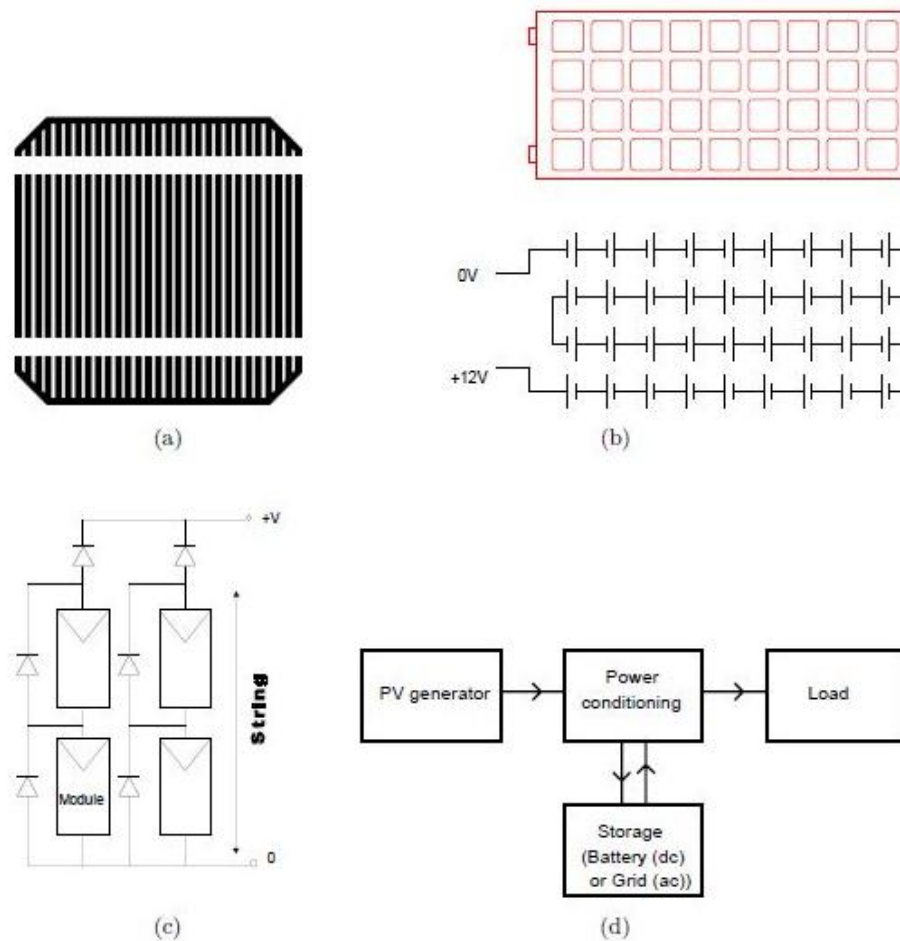 0V
+12V
(a)
(b)
+V
String
Module
0
(c)
PV generator
Power
conditioning
Load
Storage
(Battery (dc)
or Grid (ac))
(d)